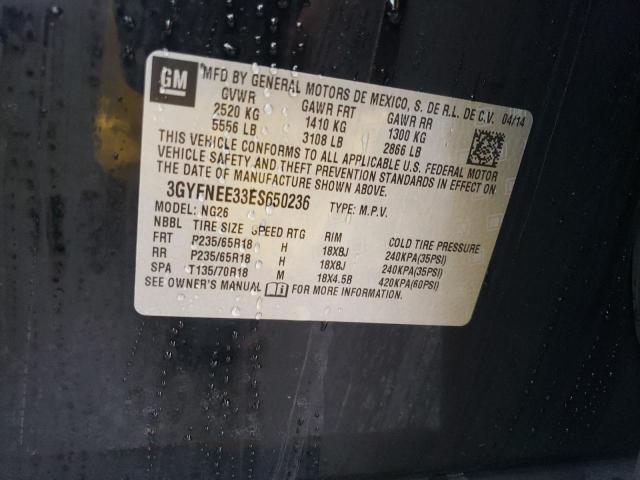 GM
MFD BY GENERAL MOTORS DE MEXICO, S. DE R.L. DE C.V. 04/14
GVWR GAWR FRT GAWR RR
2520 KG 1410 KG 1300 KG
5556 LB 3108 LB 2866 LB
THIS VEHICLE CONFORMS TO ALL APPLICABLE U.S. FEDERAL MOTOR
VEHICLE SAFETY AND THEFT PREVENTION STANDARDS IN EFFECT ON
THE DATE OF MANUFACTURE SHOWN ABOVE.
3GYFNEE33ES650236 TYPE: M.P.V.
MODEL: NG26
NBBL TIRE SIZE SPEED RTG RIM COLD TIRE PRESSURE
FRT P235/65R18 H 18X8J 240KPA(35PSI)
RR P235/65R18 H 18X8J 240KPA(35PSI)
SPA T135/70R18 M 18X4.5B 420KPA(60PSI)
SEE OWNER'S MANUAL FOR MORE INFORMATION